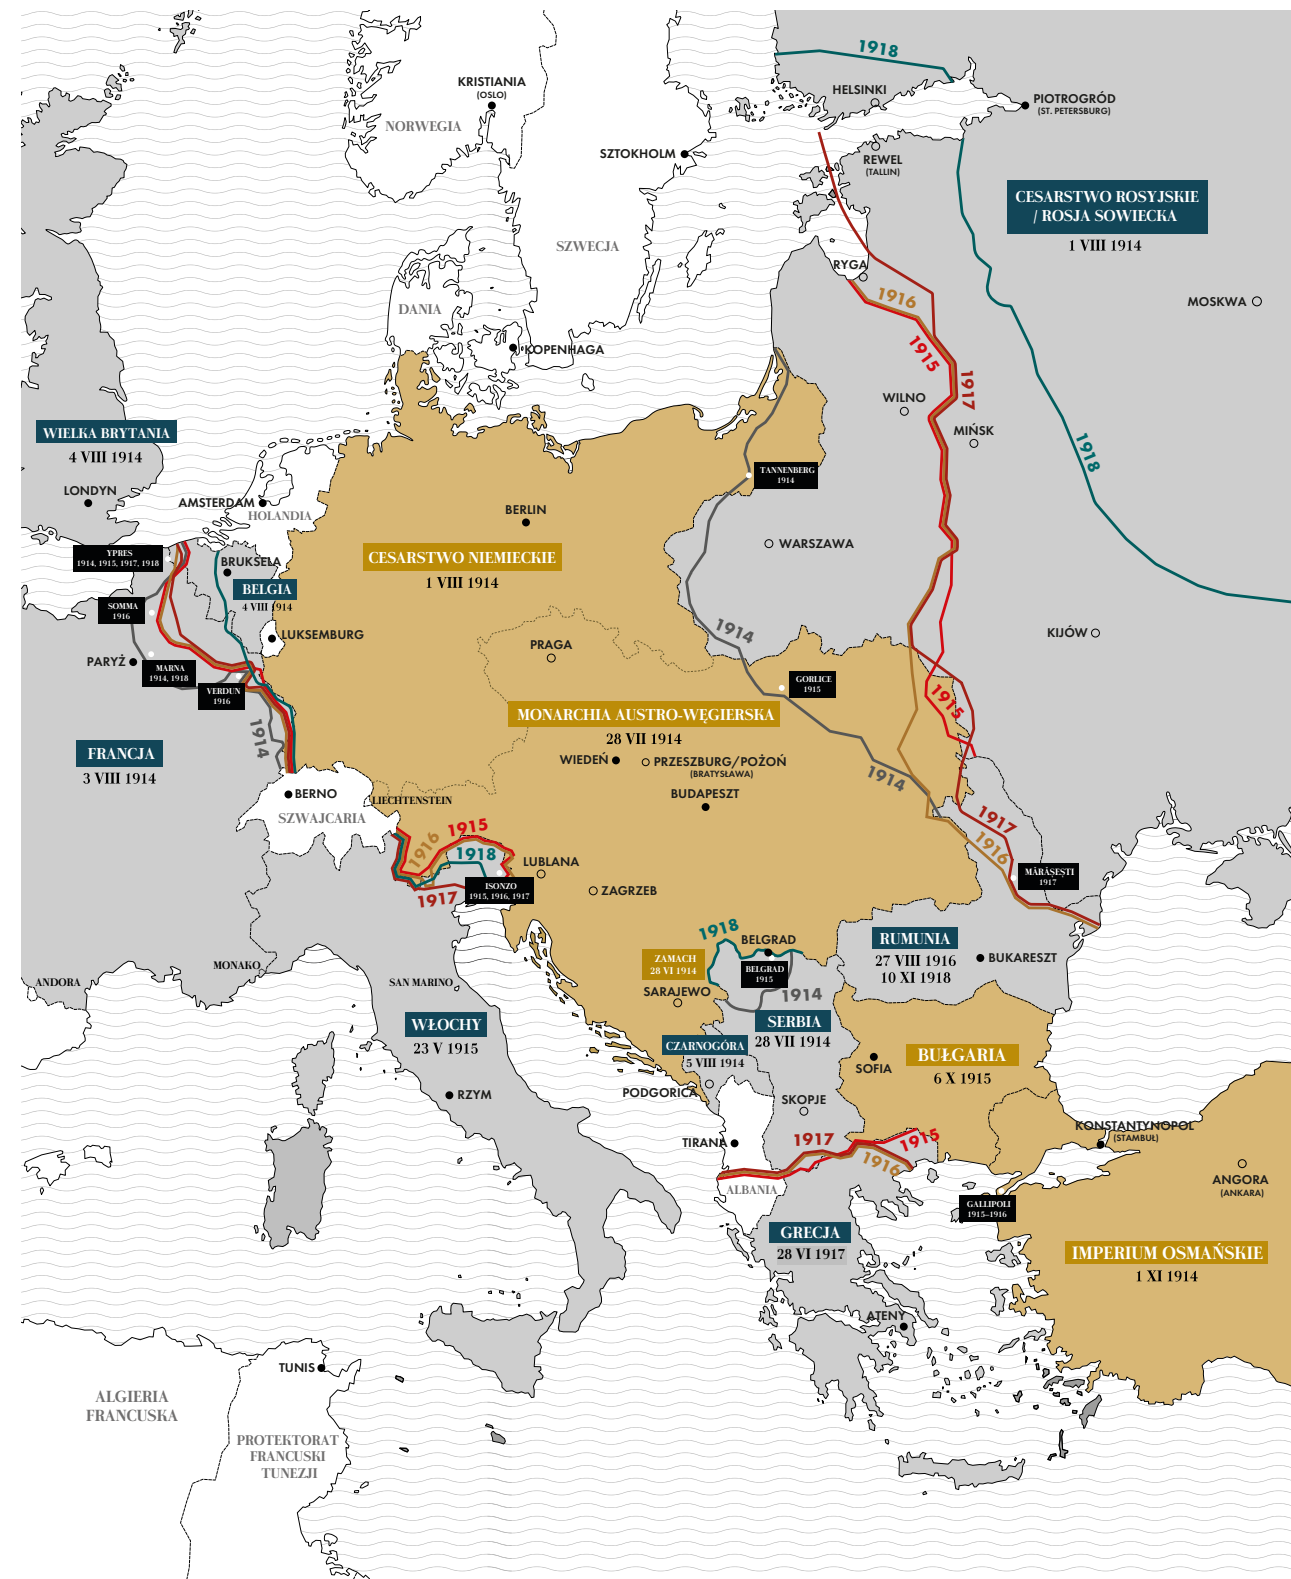 1918
HELSINKI
PIOTROGRÓD
(ST. PETERSBURG)
KRISTIANIA
(OSLO)
NORWEGIA
SZTOKHOLM
REWEL
(TALLIN)
CESARSTWO ROSYJSKIE
/ ROSJA SOWIECKA
1 VIII 1914
SZWECJA
RYGA
1916
MOSKWA
DANIA
KOPENHAGA
1915
1917
WILNO
MIŃSK
1918
WIELKA BRYTANIA
4 VIII 1914
TANNENBERG
1914
LONDYN
AMSTERDAM
HOLANDIA
BERLIN
WARSZAWA
YPRES
1914, 1915, 1917, 1918
BRUKSELA
CESARSTWO NIEMIECKIE
1 VIII 1914
BELGIA
4 VIII 1914
SOMMA
1916
LUKSEMBURG
1914
KIJÓW
PRAGA
PARYŻ
MARNA
1914, 1918
VERDUN
1916
GORLICE
1915
1915
MONARCHIA AUSTRO-WĘGIERSKA
28 VII 1914
1914
FRANCJA
3 VIII 1914
WIEDEŃ
PRZESZBURG/POŻOŃ
(BRATYSŁAWA)
1914
BERNO
LIECHTENSTEIN
BUDAPESZT
SZWAJCARIA
1917
1915
1916
1916
1918
LUBLANA
MĂRĂȘEȘTI
1917
ISONZO
1915, 1916, 1917
ZAGRZEB
1917
1918
BELGRAD
RUMUNIA
27 VIII 1916
10 XI 1918
BUKARESZT
ZAMACH
28 VI 1914
BELGRAD
1915
MONAKO
ANDORA
SAN MARINO
SARAJEWO
1914
WŁOCHY
23 V 1915
SERBIA
28 VII 1914
CZARNOGÓRA
5 VIII 1914
BUŁGARIA
6 X 1915
SOFIA
PODGORICA
RZYM
SKOPJE
KONSTANTYNOPOL
(STAMBUŁ)
TIRANA
1917
1915
1916
ANGORA
(ANKARA)
ALBANIA
GALLIPOLI
1915–1916
GRECJA
28 VI 1917
IMPERIUM OSMAŃSKIE
1 XI 1914
ATENY
TUNIS
ALGIERIA
FRANCUSKA
PROTEKTORAT
FRANCUSKI
TUNEZJI